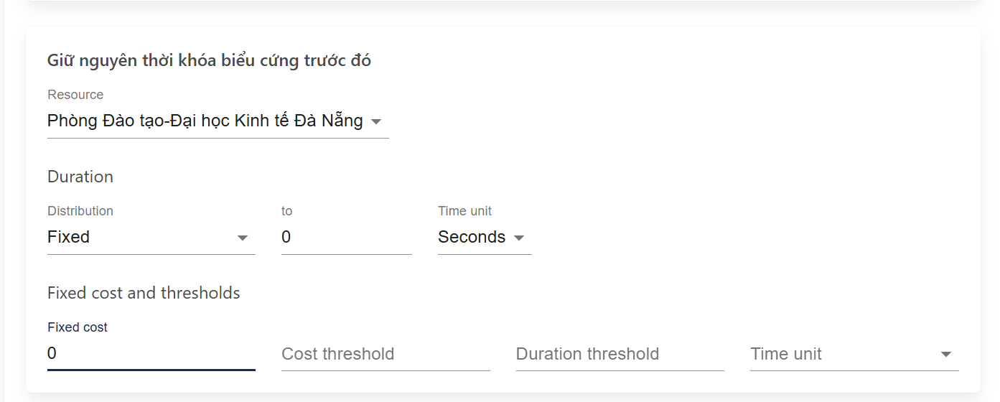 Giữ nguyên thời khóa biểu cứng trước đó
Resource
Phòng Đào tạo-Đại học Kinh tế Đà Nẵng
Duration
Distribution to Time unit
Fixed 0 Seconds
Fixed cost and thresholds
Fixed cost
0 Cost threshold Duration threshold Time unit